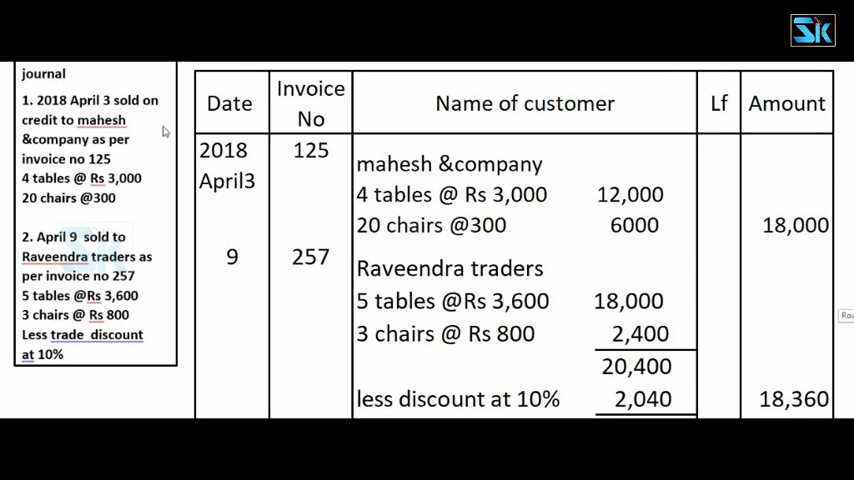 SK
journal
1. 2018 April 3 sold on
credit to mahesh
&company as per
invoice no 125
4 tables @ Rs 3,000
20 chairs @300
2. April 9 sold to
Raveendra traders as
per invoice no 257
5 tables @Rs 3,600
3 chairs @ Rs 800
Less trade discount
at 10%
Date Invoice No Name of customer Lf Amount
2018 125
April3 mahesh &company
4 tables @ Rs 3,000 12,000
20 chairs @300 6000 18,000
9 257
Raveendra traders
5 tables @Rs 3,600 18,000
3 chairs @ Rs 800 2,400
20,400
less discount at 10% 2,040 18,360